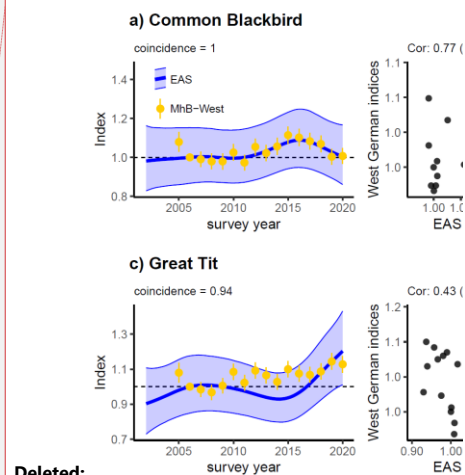 a) Common Blackbird
coincidence = 1
Cor: 0.77 (
1.4
1.2
1.0
0.8
Index
EAS
MhB−West
2005
2010
2015
2020
survey year
West German indices
1.1
1.1
1.0
1.0
1.00 1.0
EAS
c) Great Tit
coincidence = 0.94
Cor: 0.43 (
1.3
1.1
0.9
0.7
Index
2005
2010
2015
2020
survey year
West German indices
1.2
1.1
1.0
1.0
0.90 1.00
EAS
Deleted: